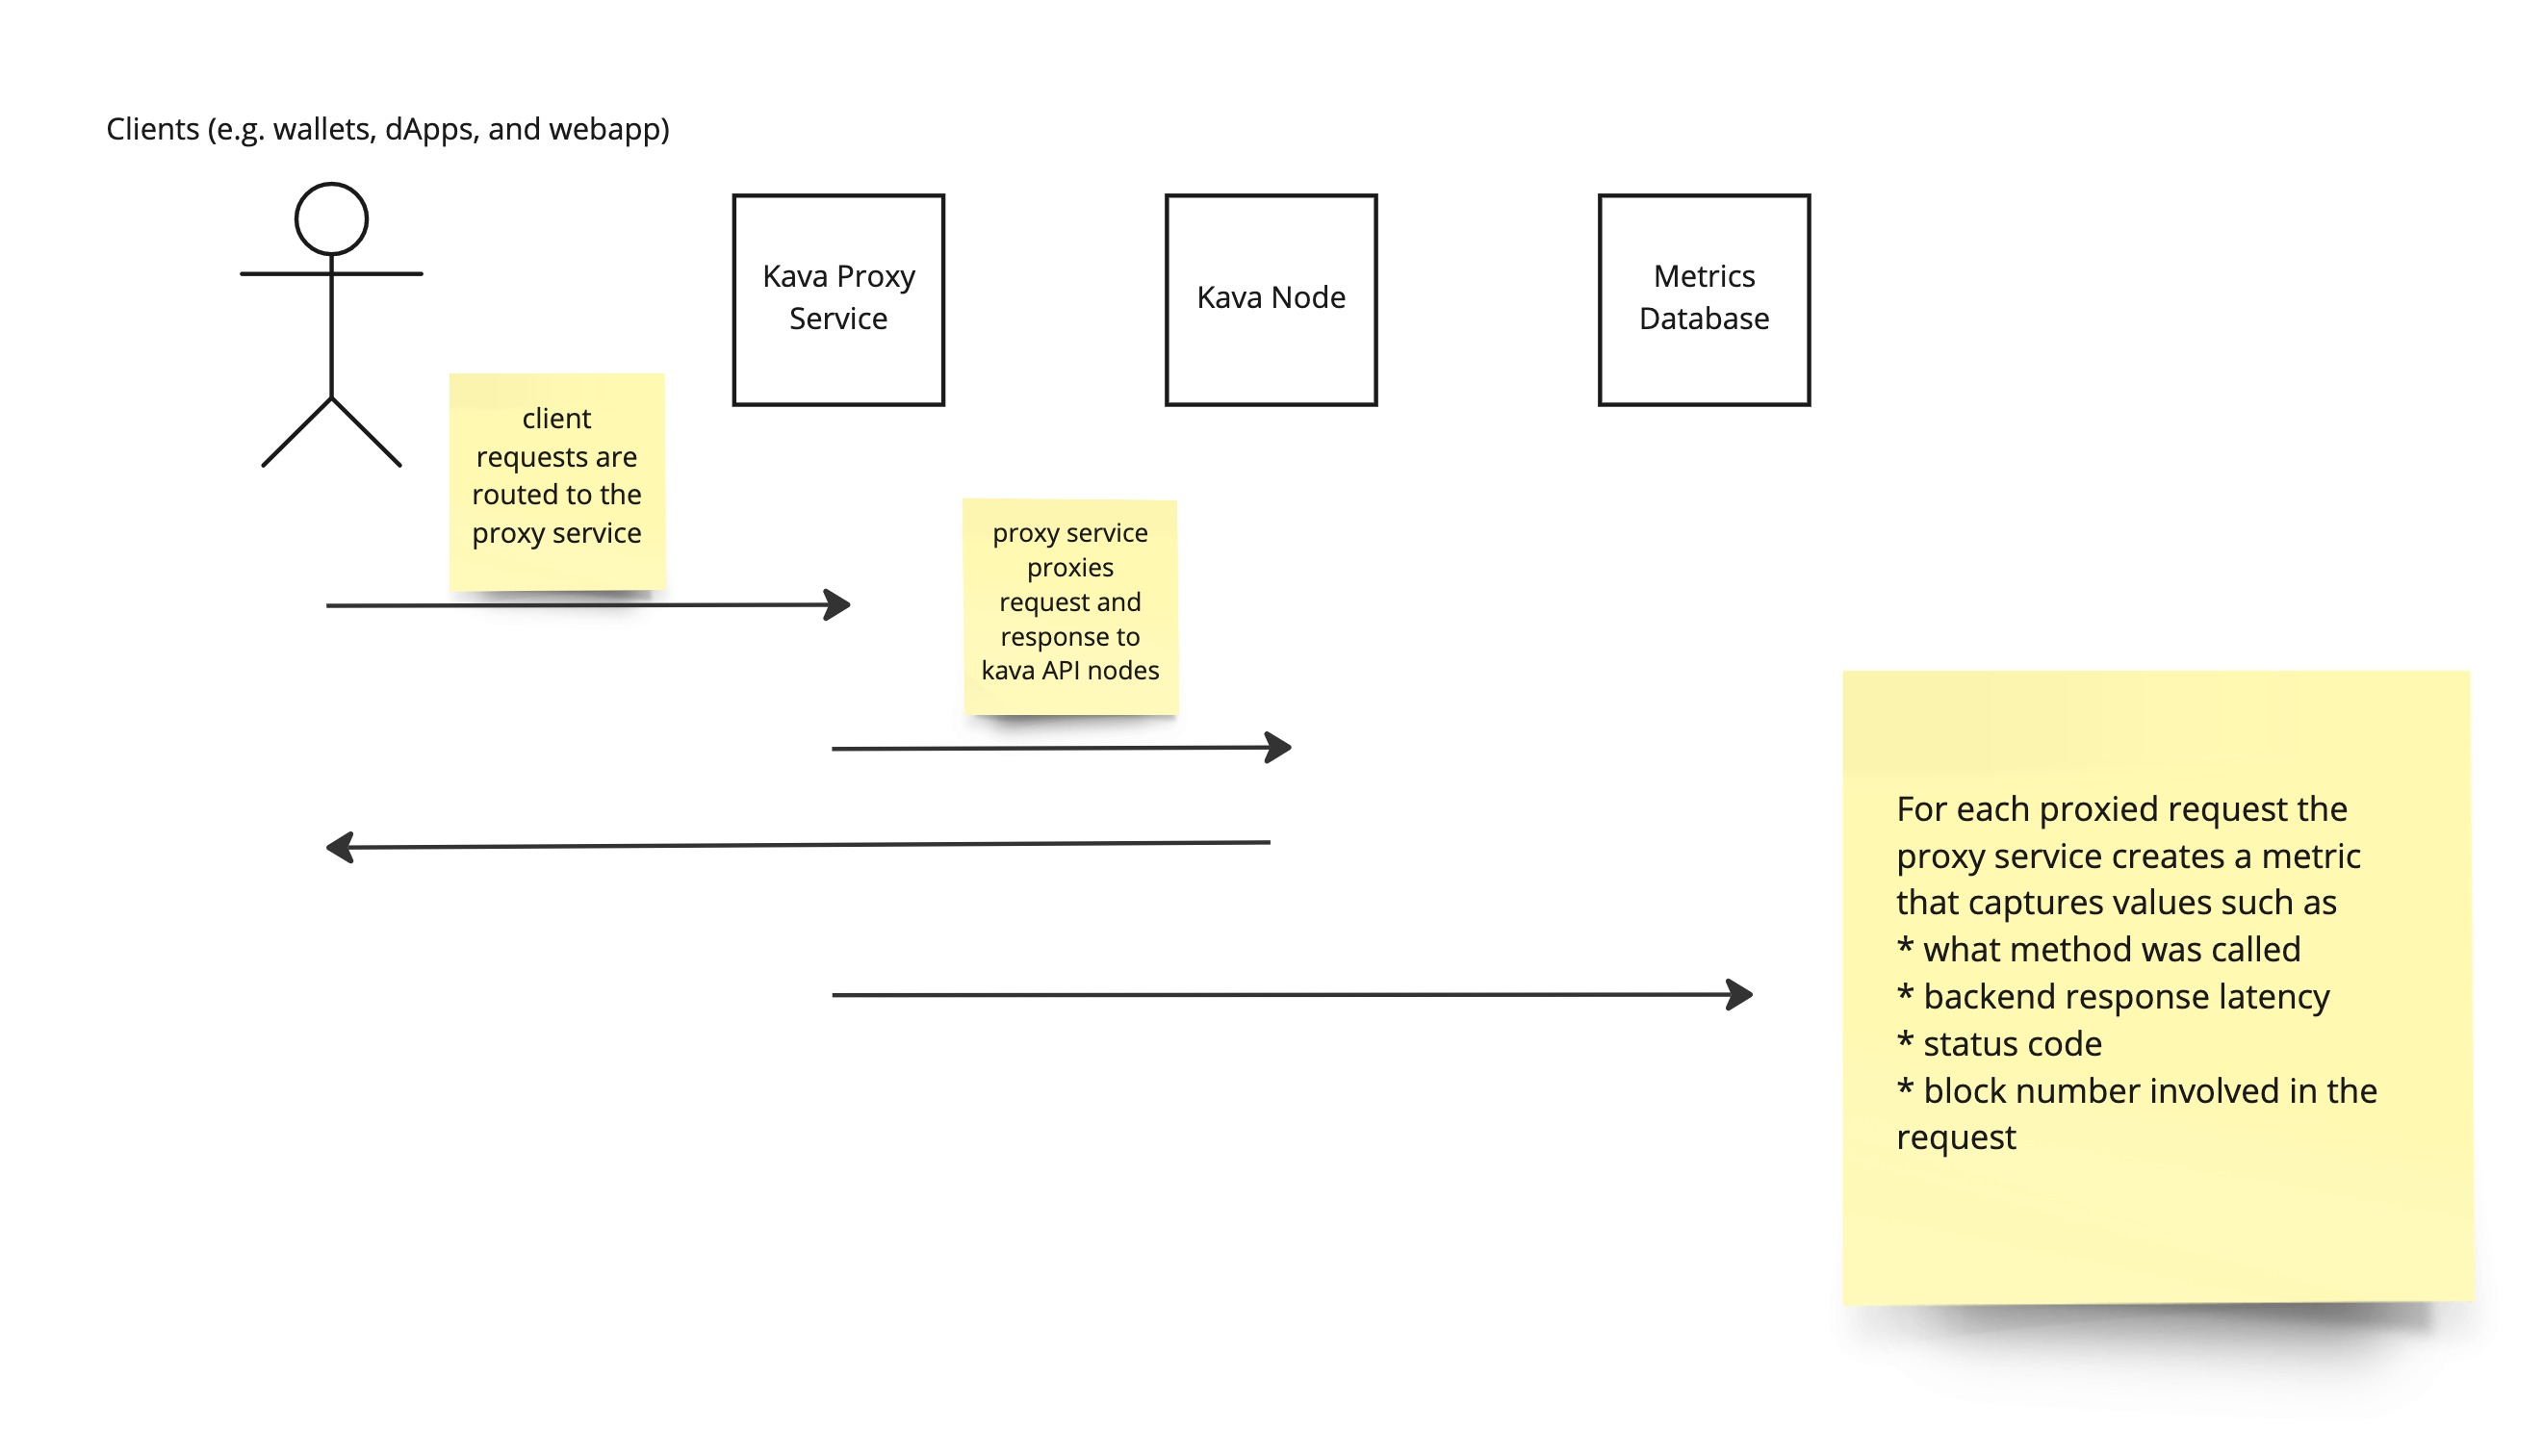 Clients (e.g. wallets, dApps, and webapp)
Kava Proxy
Service
Kava Node
Metrics
Database
client
requests are
routed to the
proxy service
proxy service
proxies
request and
response to
kava API nodes
For each proxied request the
proxy service creates a metric
that captures values such as
* what method was called
* backend response latency
* status code
* block number involved in the
request